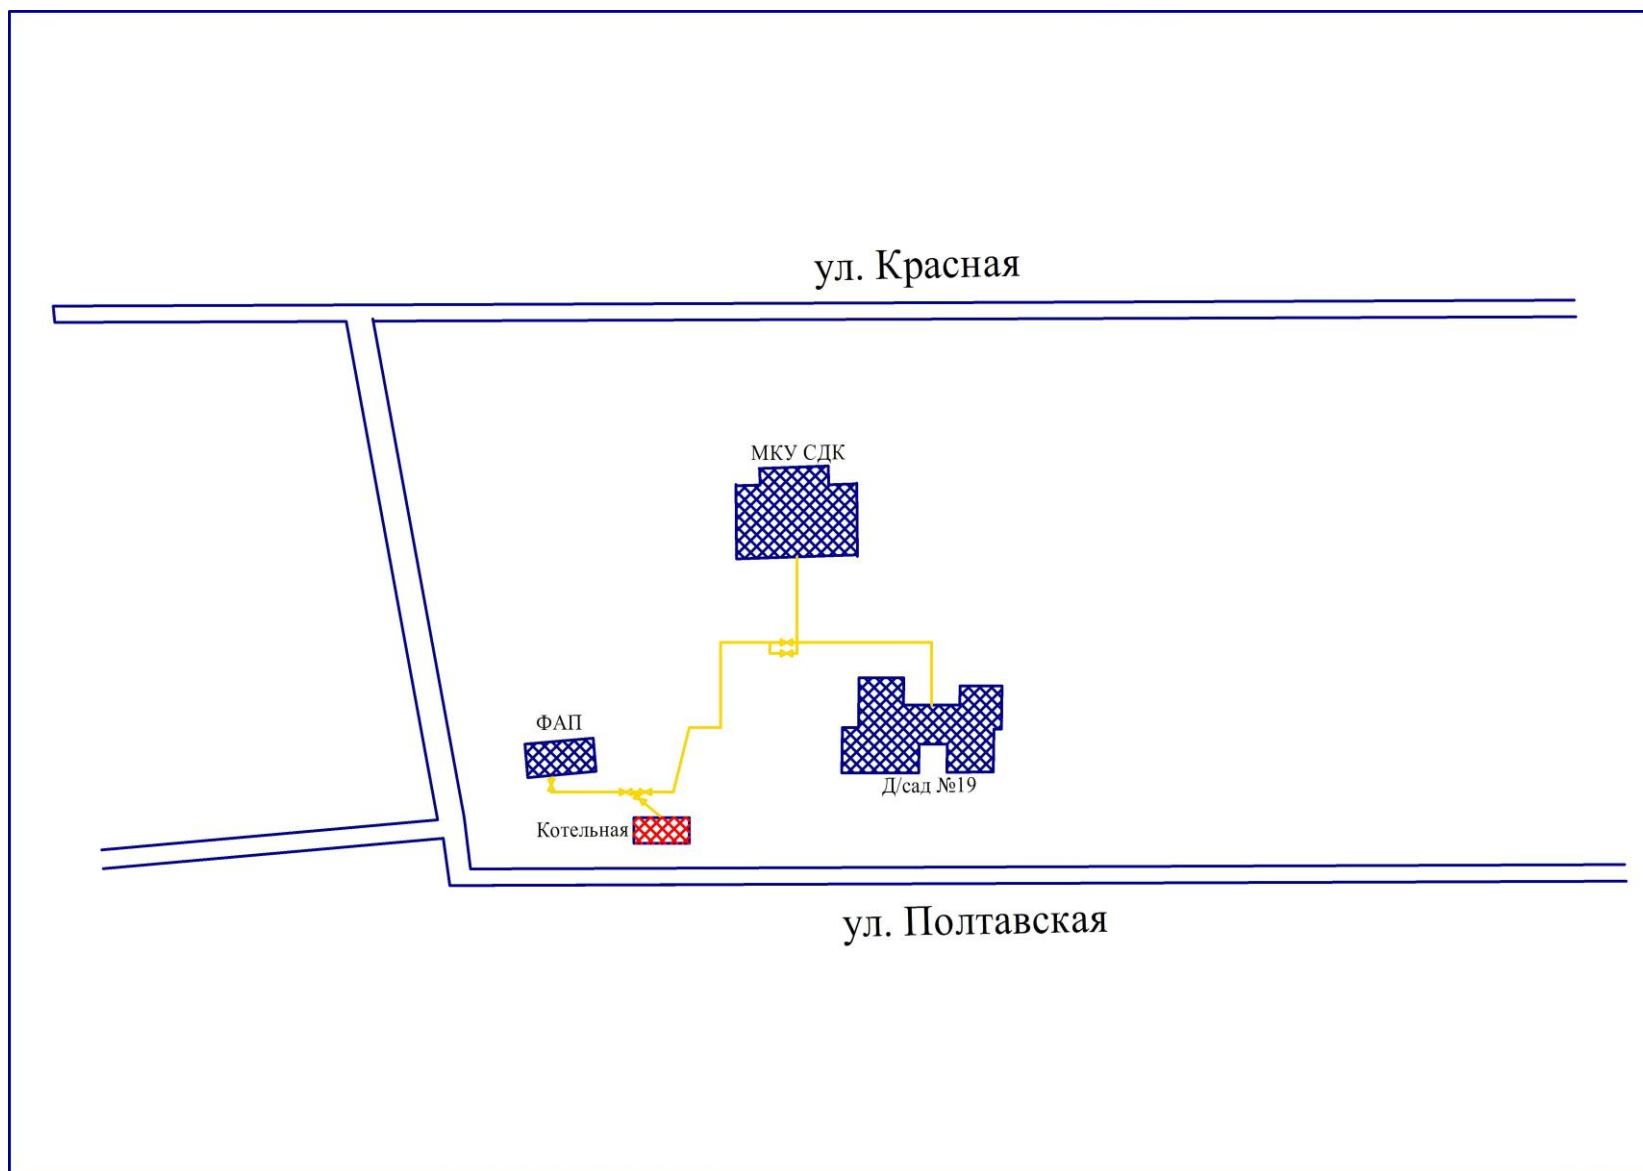 ул. Красная
МКУ СДК
ФАП
Д/сад №19
Котельная
ул. Полтавская